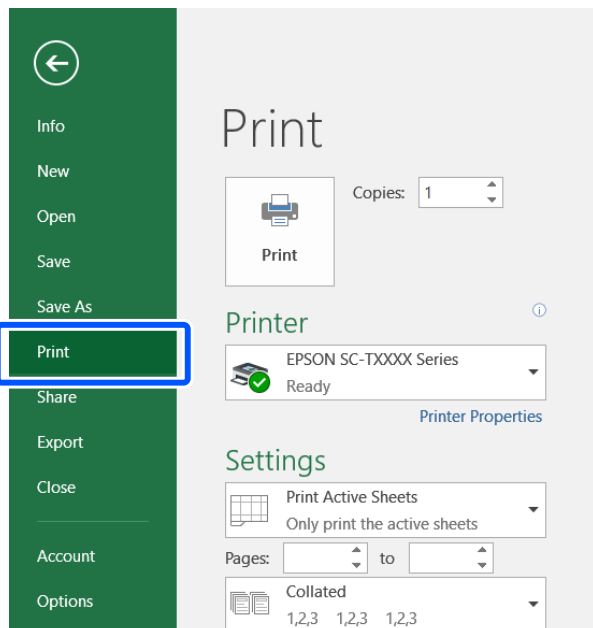 Info
New
Open
Save
Save As
Print
Share
Export
Close
Account
Options
Print
Copies: 1
Print
Printer
EPSON SC-TXXXX Series
Ready
Printer Properties
Settings
Print Active Sheets
Only print the active sheets
Pages: to
Collated
1,2,3 1,2,3 1,2,3